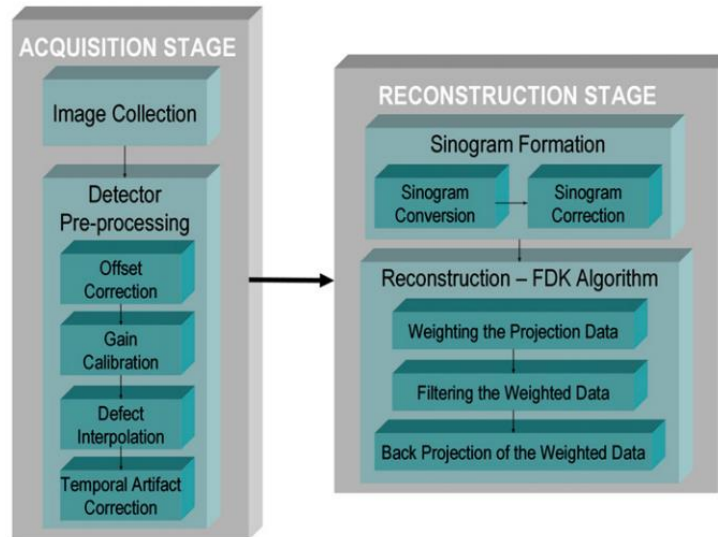 ACQUISITION STAGE
Image Collection
Detector
Pre-processing
Offset
Correction
Gain
Calibration
Defect
Interpolation
Temporal Artifact
Correction
RECONSTRUCTION STAGE
Sinogram Formation
Sinogram
Conversion
Sinogram
Correction
Reconstruction – FDK Algorithm
Weighting the Projection Data
Filtering the Weighted Data
Back Projection of the Weighted Data